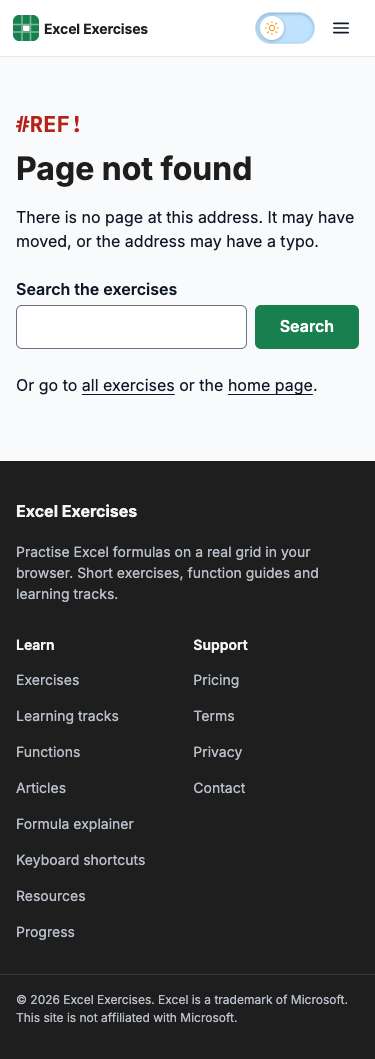 Excel Exercises
#REF!
Page not found
There is no page at this address. It may have
moved, or the address may have a typo.
Search the exercises
Search
Or go to all exercises or the home page.
Excel Exercises
Practise Excel formulas on a real grid in your
browser. Short exercises, function guides and
learning tracks.
Learn
Exercises
Learning tracks
Functions
Articles
Formula explainer
Keyboard shortcuts
Resources
Progress
Support
Pricing
Terms
Privacy
Contact
© 2026 Excel Exercises. Excel is a trademark of Microsoft.
This site is not affiliated with Microsoft.